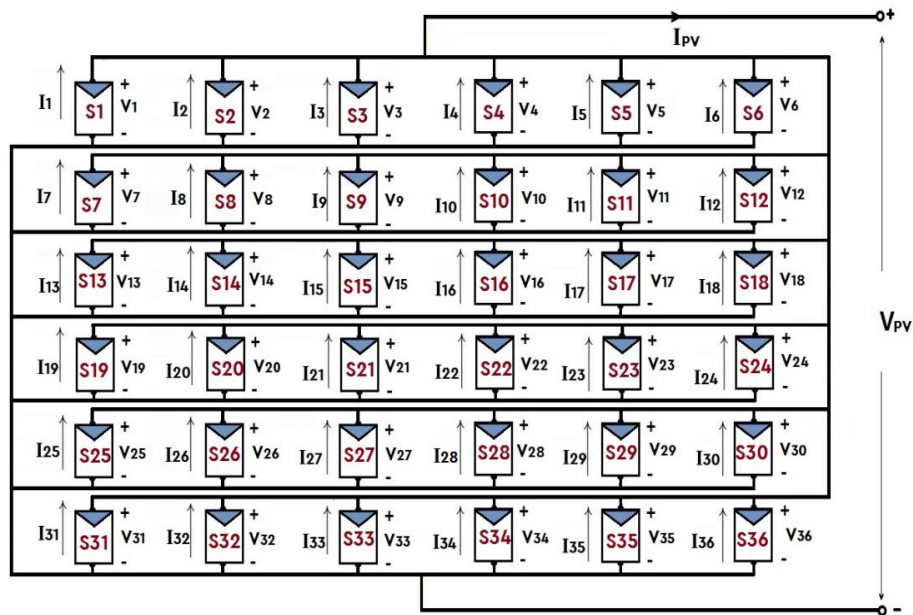 +
IPV
I1 S1 + V1 - I2 S2 + V2 - I3 S3 + V3 - I4 S4 + V4 - I5 S5 + V5 - I6 S6 + V6 -
I7 S7 + V7 - I8 S8 + V8 - I9 S9 + V9 - I10 S10 + V10 - I11 S11 + V11 - I12 S12 + V12 -
I13 S13 + V13 - I14 S14 + V14 - I15 S15 + V15 - I16 S16 + V16 - I17 S17 + V17 - I18 S18 + V18 -
VPV
I19 S19 + V19 - I20 S20 + V20 - I21 S21 + V21 - I22 S22 + V22 - I23 S23 + V23 - I24 S24 + V24 -
I25 S25 + V25 - I26 S26 + V26 - I27 S27 + V27 - I28 S28 + V28 - I29 S29 + V29 - I30 S30 + V30 -
I31 S31 + V31 - I32 S32 + V32 - I33 S33 + V33 - I34 S34 + V34 - I35 S35 + V35 - I36 S36 + V36 -
-